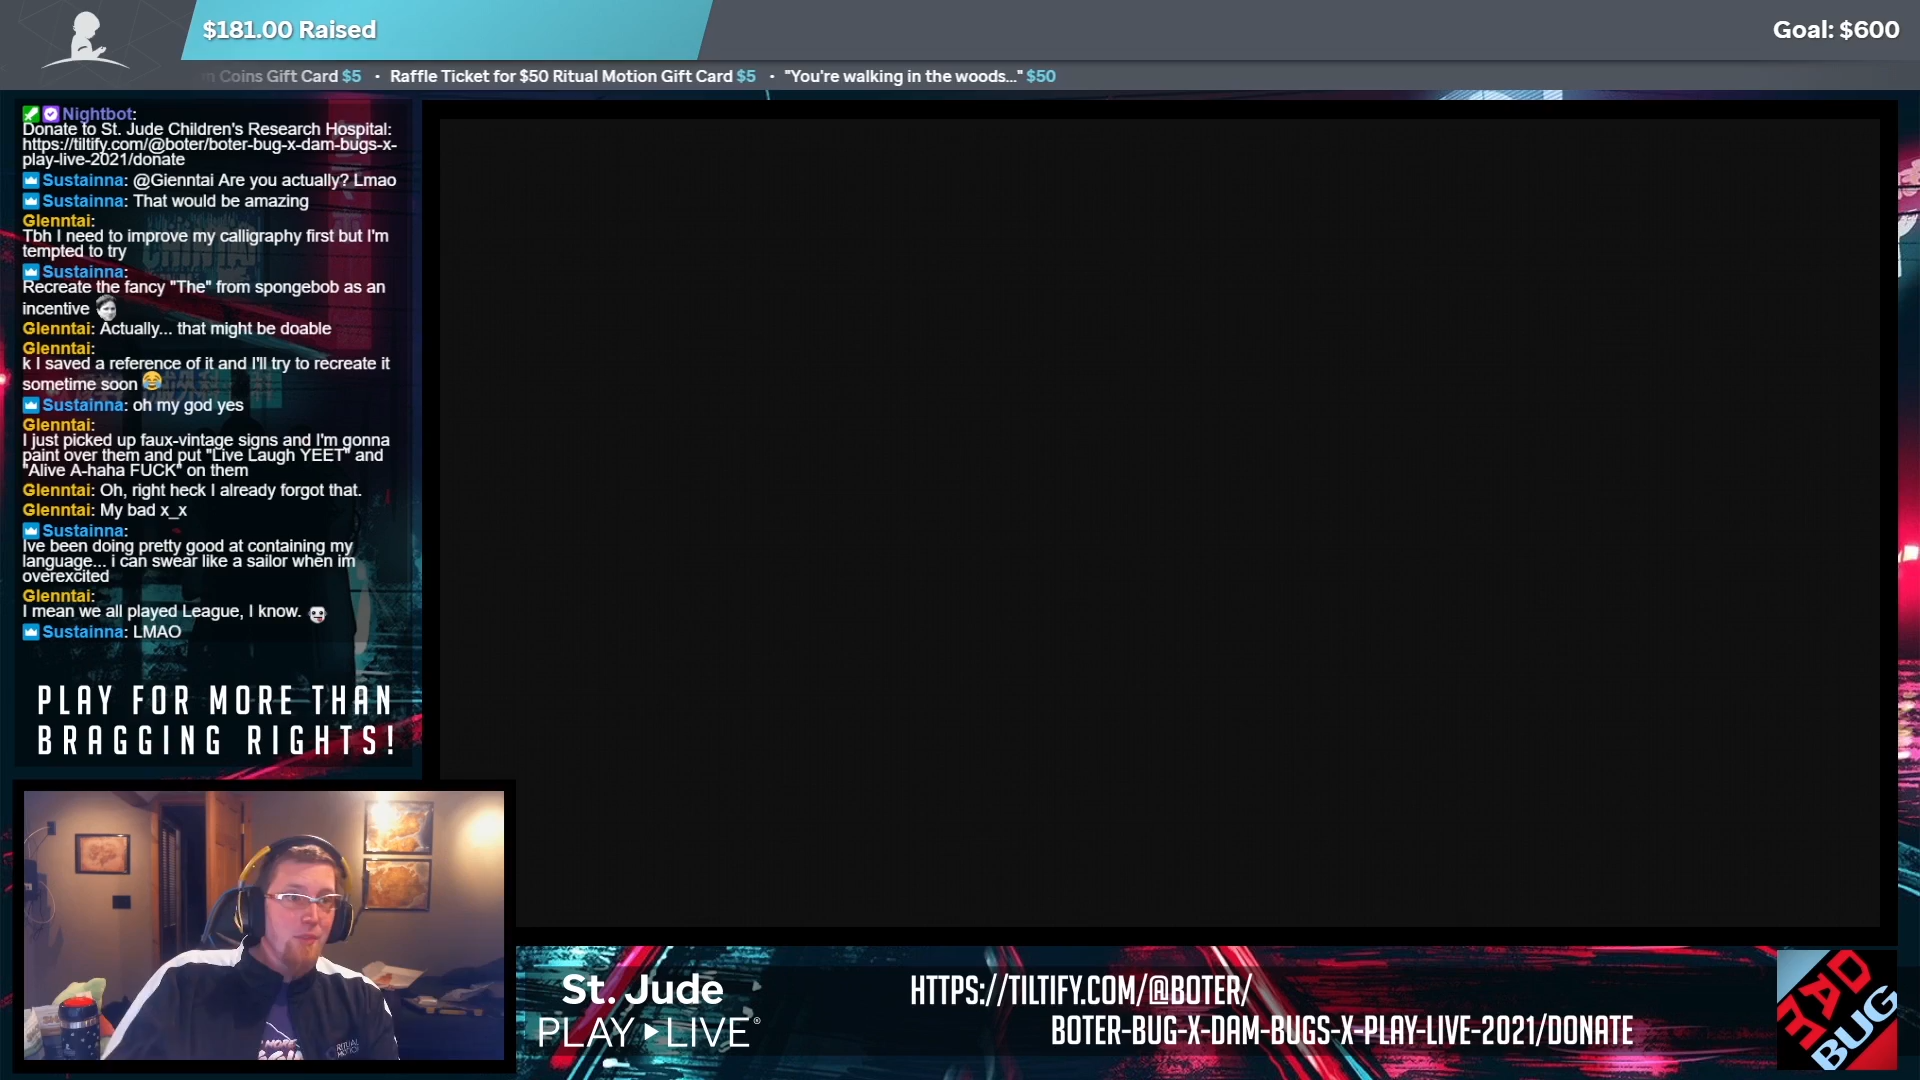 $181.00 Raised
Goal: $600
n Coins Gift Card $5 • Raffle Ticket for $50 Ritual Motion Gift Card $5 • "You're walking in the woods..." $50
Nightbot:
Donate to St. Jude Children's Research Hospital:
https://tiltify.com/@boter/boter-bug-x-dam-bugs-x-
play-live-2021/donate
Sustainna: @Glenntai Are you actually? Lmao
Sustainna: That would be amazing
Glenntai:
Tbh I need to improve my calligraphy first but I'm
tempted to try
Sustainna:
Recreate the fancy "The" from spongebob as an
incentive
Glenntai: Actually... that might be doable
Glenntai:
k I saved a reference of it and I'll try to recreate it
sometime soon 😂
Sustainna: oh my god yes
Glenntai:
I just picked up faux-vintage signs and I'm gonna
paint over them and put "Live Laugh YEET" and
"Alive A-haha FUCK" on them
Glenntai: Oh, right heck I already forgot that.
Glenntai: My bad x_x
Sustainna:
Ive been doing pretty good at containing my
language... i can swear like a sailor when im
overexcited
Glenntai:
I mean we all played League, I know.
Sustainna: LMAO
PLAY FOR MORE THAN
BRAGGING RIGHTS!
RITUAL
MOTION
St. Jude
PLAY LIVE®
HTTPS://TILTIFY.COM/@BOTER/
BOTER-BUG-X-DAM-BUGS-X-PLAY-LIVE-2021/DONATE
BUG